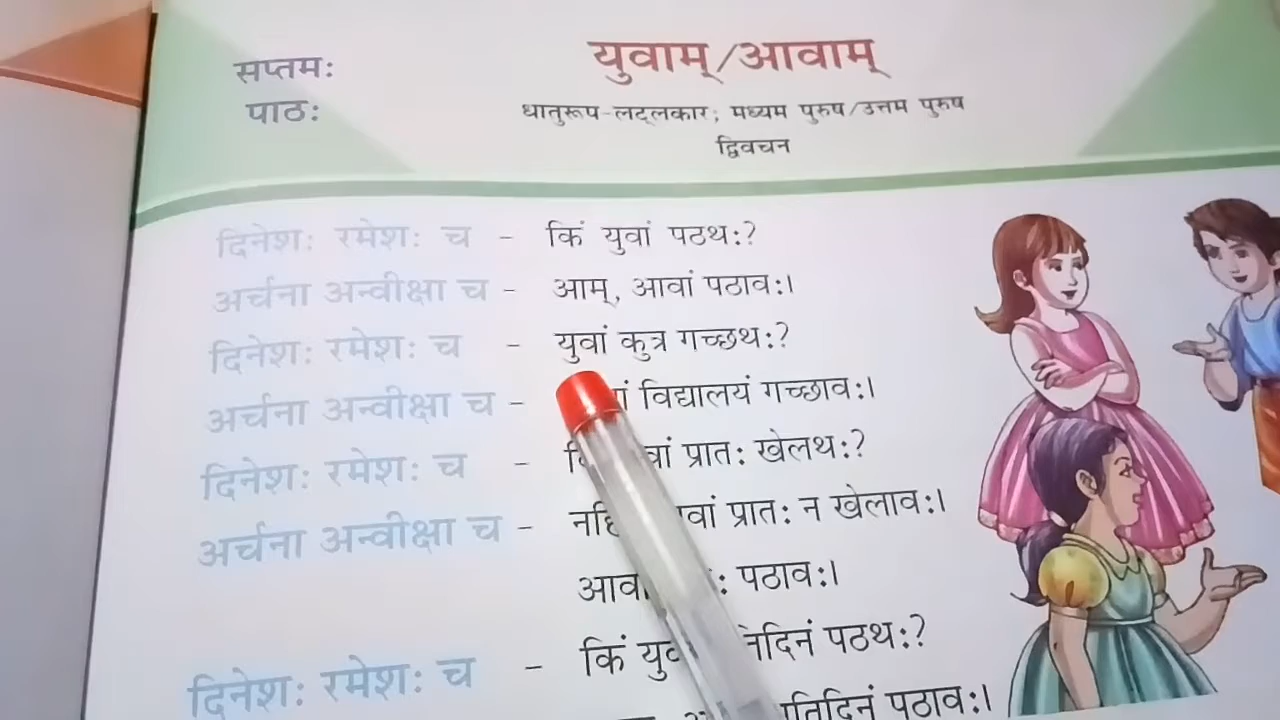 सप्तमः
पाठः
युवाम्/आवाम्
धातुरूप-लट्लकार; मध्यम पुरुष/उत्तम पुरुष
द्विवचन
दिनेशः रमेशः च - किं युवां पठथः?
अर्चना अन्वीक्षा च - आम्, आवां पठावः।
दिनेशः रमेशः च - युवां कुत्र गच्छथः?
अर्चना अन्वीक्षा च - विद्यालयं गच्छावः।
दिनेशः रमेशः च - प्रातः खेलथः?
अर्चना अन्वीक्षा च - प्रातः न खेलावः।
पठावः।
दिनेशः रमेशः च - किं पठथः?
पठावः।